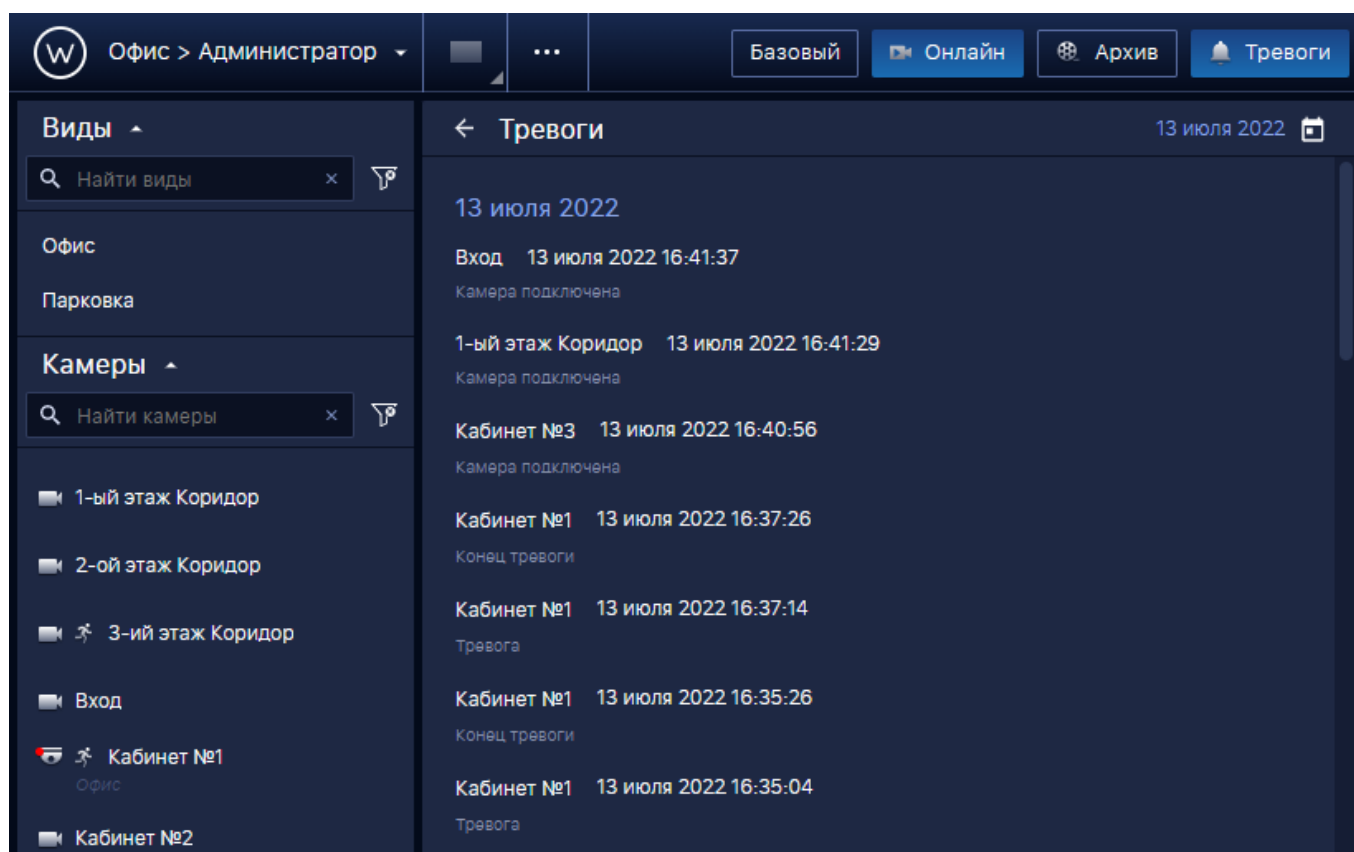 W Офис > Администратор ... Базовый Онлайн Архив Тревоги
Виды
Найти виды
Офис
Парковка
Камеры
Найти камеры
1-ый этаж Коридор
2-ой этаж Коридор
3-ий этаж Коридор
Вход
Кабинет №1
Офис
Кабинет №2
Тревоги 13 июля 2022
13 июля 2022
Вход 13 июля 2022 16:41:37
Камера подключена
1-ый этаж Коридор 13 июля 2022 16:41:29
Камера подключена
Кабинет №3 13 июля 2022 16:40:56
Камера подключена
Кабинет №1 13 июля 2022 16:37:26
Конец тревоги
Кабинет №1 13 июля 2022 16:37:14
Тревога
Кабинет №1 13 июля 2022 16:35:26
Конец тревоги
Кабинет №1 13 июля 2022 16:35:04
Тревога